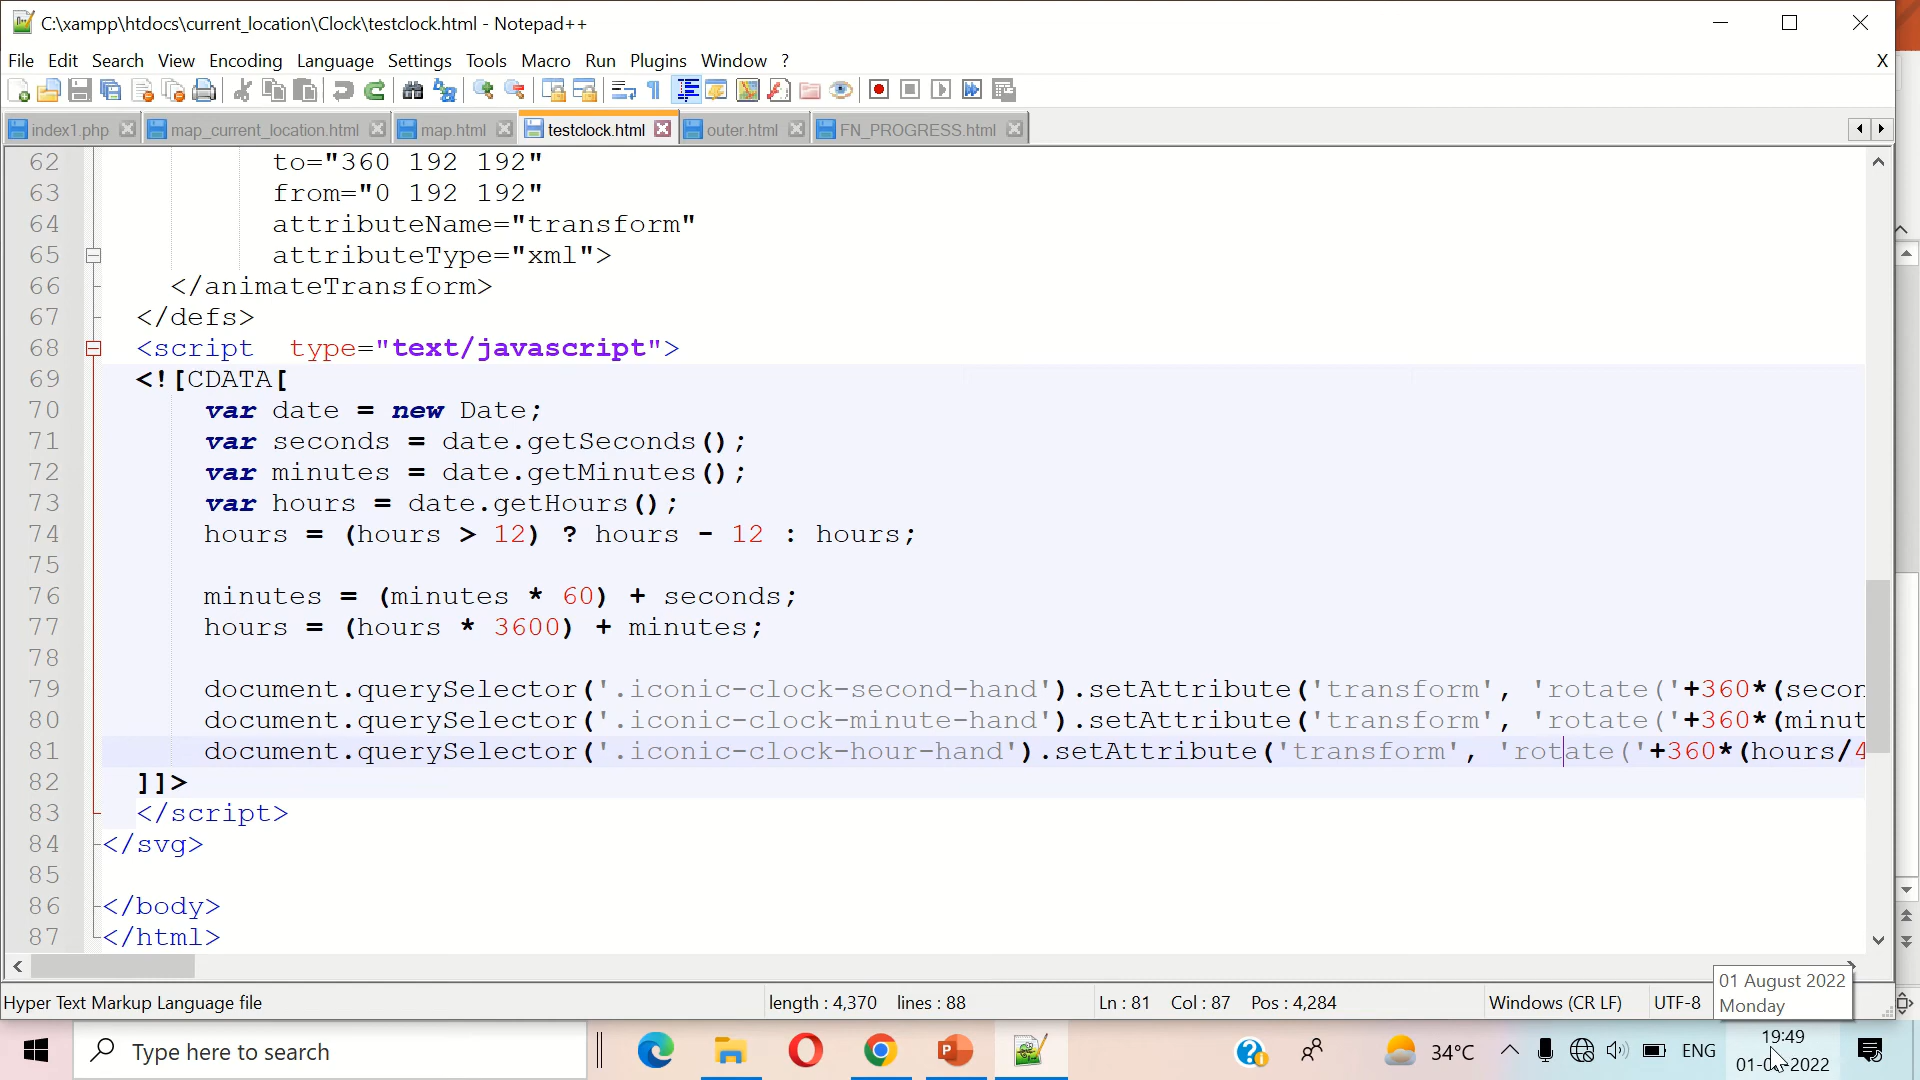 C:\xampp\htdocs\current_location\Clock\testclock.html - Notepad++
File Edit Search View Encoding Language Settings Tools Macro Run Plugins Window ? X
index1.php map_current_location.html map.html testclock.html outer.html FN_PROGRESS.html
62 to="360 192 192"
63 from="0 192 192"
64 attributeName="transform"
65 attributeType="xml">
66 </animateTransform>
67 </defs>
68 <script type="text/javascript">
69 <![CDATA[
70 var date = new Date;
71 var seconds = date.getSeconds();
72 var minutes = date.getMinutes();
73 var hours = date.getHours();
74 hours = (hours > 12) ? hours - 12 : hours;
75
76 minutes = (minutes * 60) + seconds;
77 hours = (hours * 3600) + minutes;
78
79 document.querySelector('.iconic-clock-second-hand').setAttribute('transform', 'rotate('+360*(secon
80 document.querySelector('.iconic-clock-minute-hand').setAttribute('transform', 'rotate('+360*(minut
81 document.querySelector('.iconic-clock-hour-hand').setAttribute('transform', 'rotate('+360*(hours/4
82 ]]>
83 </script>
84 </svg>
85
86 </body>
87 </html>
01 August 2022
Monday
Hyper Text Markup Language file length : 4,370 lines : 88 Ln : 81 Col : 87 Pos : 4,284 Windows (CR LF) UTF-8
Type here to search 34°C ENG 19:49
01-0 -2022